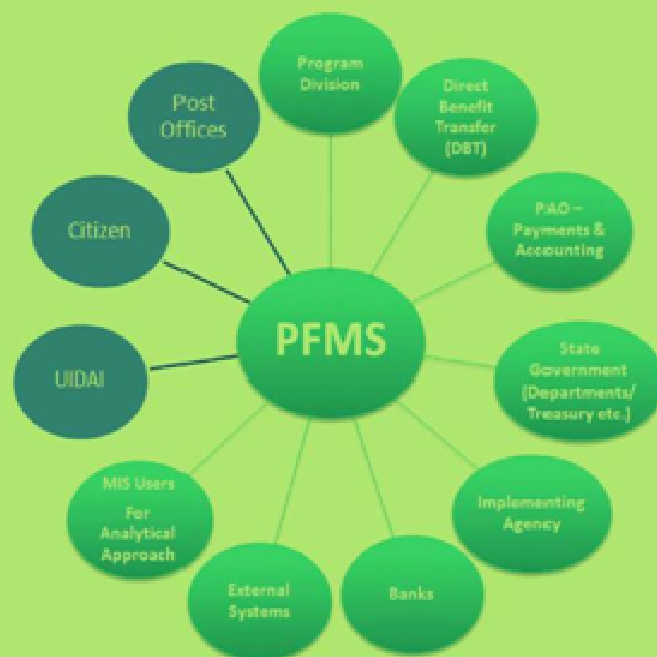 Program
Division
Direct
Benefit
Transfer
(DBT)
PAO –
Payments &
Accounting
State
Government
(Departments/
Treasury etc.]
Implementing
Agency
Banks
External
Systems
MIS Users
For
Analytical
Approach
UIDAI
Citizen
Post
Offices
PFMS